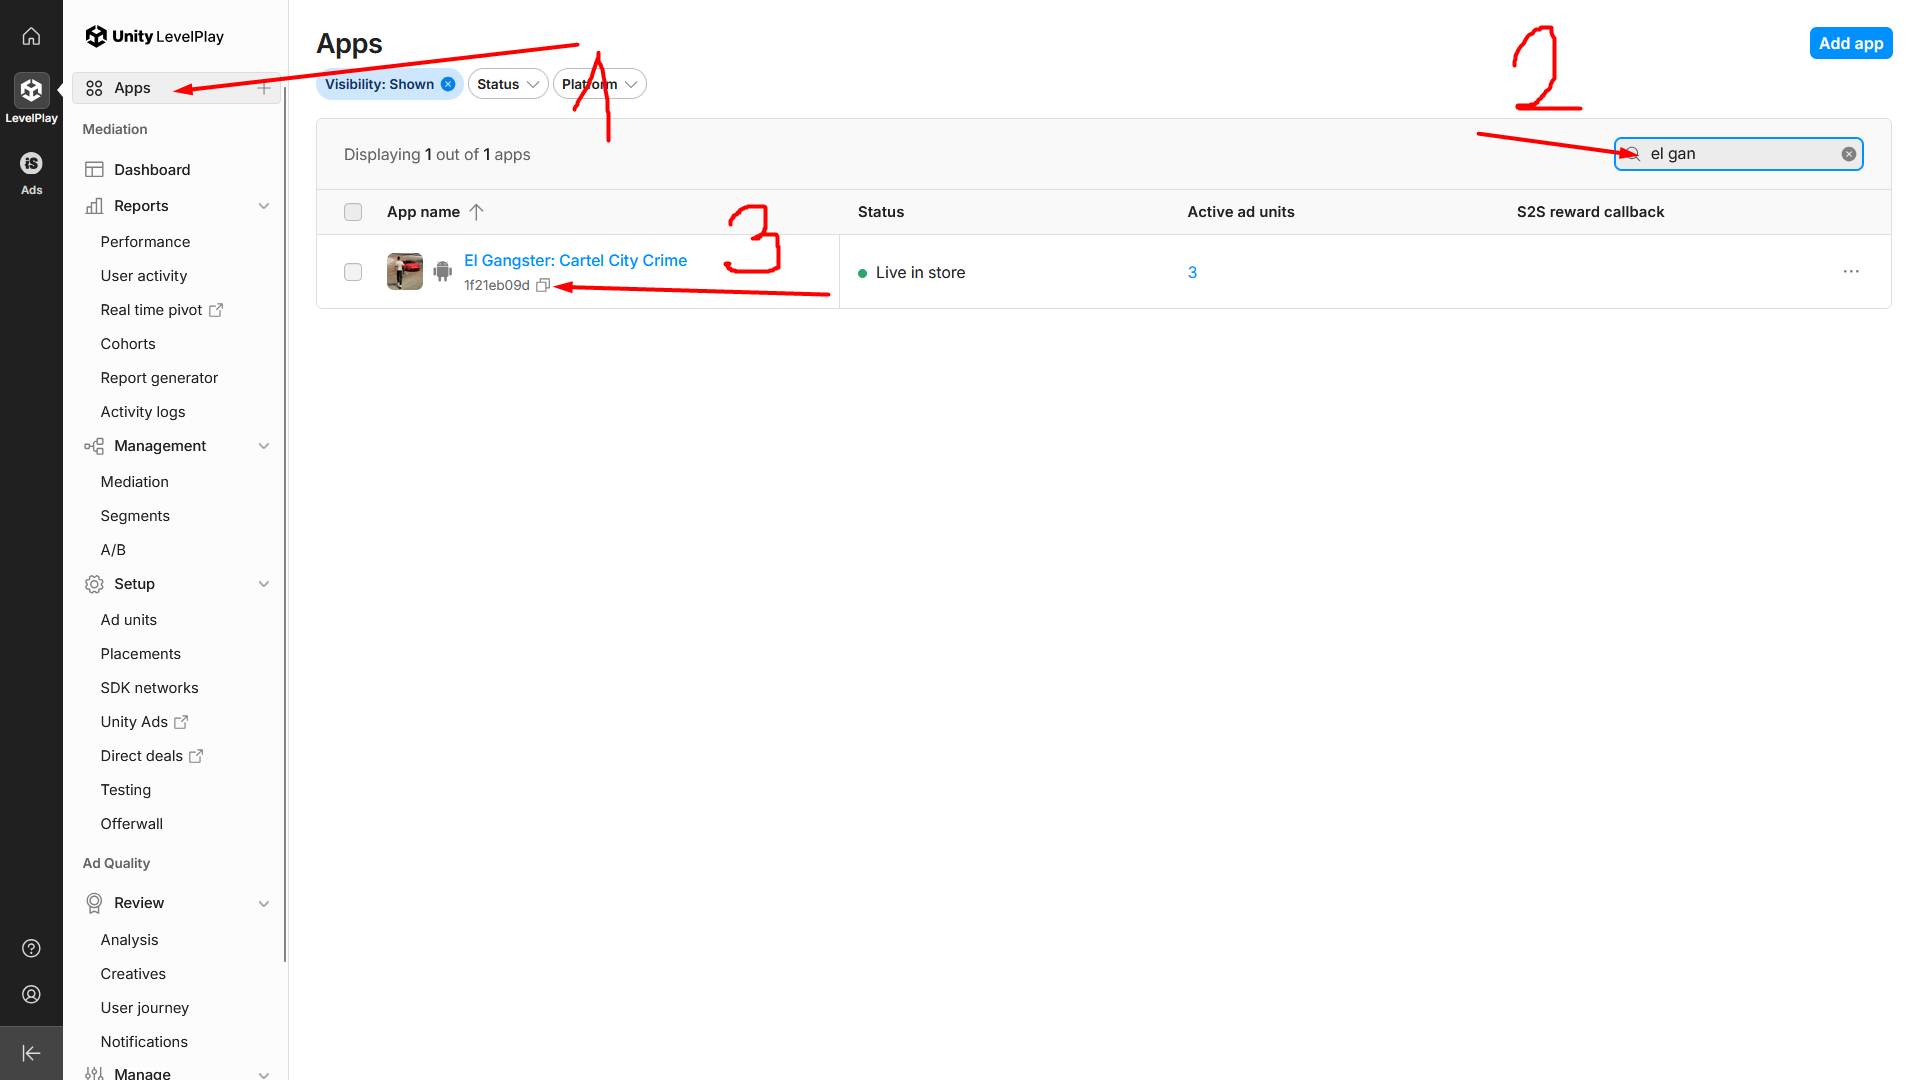 Unity LevelPlay
Apps
LevelPlay
Ads
Mediation
Dashboard
Reports
Performance
User activity
Real time pivot
Cohorts
Report generator
Activity logs
Management
Mediation
Segments
A/B
Setup
Ad units
Placements
SDK networks
Unity Ads
Direct deals
Testing
Offerwall
Ad Quality
Review
Analysis
Creatives
User journey
Notifications
Manage
Apps
Add app
Visibility: Shown
Status
Platform
1
2
Displaying 1 out of 1 apps
el gan
App name
Status
Active ad units
S2S reward callback
3
El Gangster: Cartel City Crime
1f21eb09d
Live in store
3